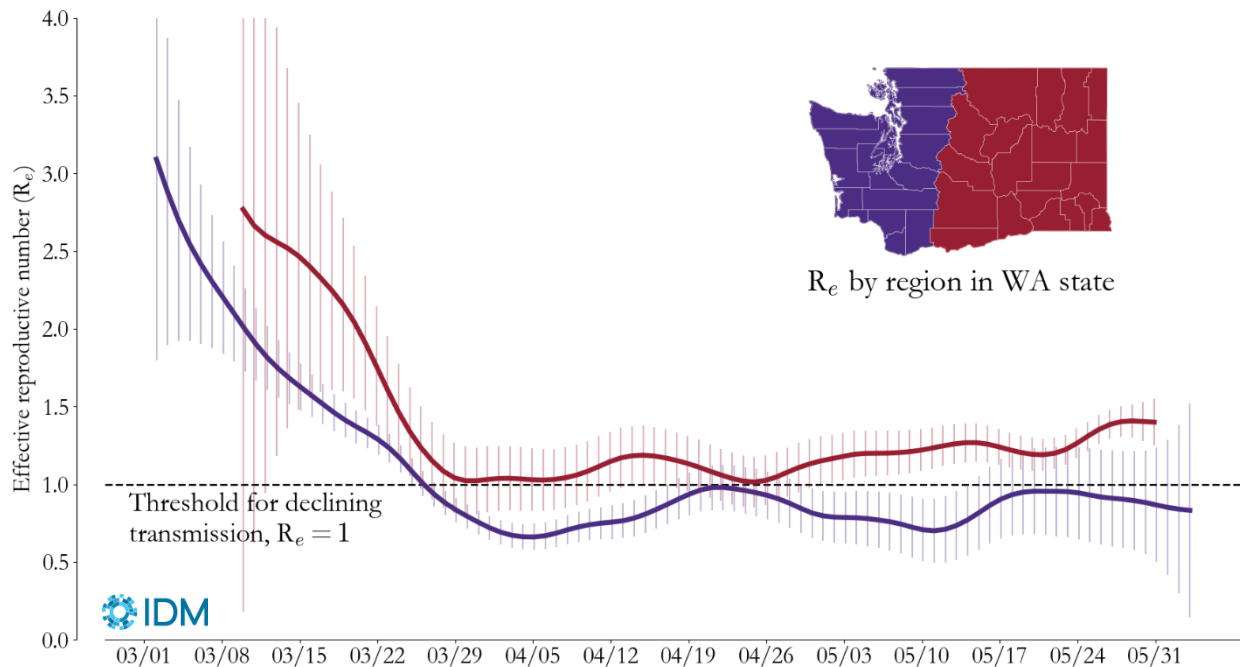 4.0
3.5
3.0
2.5
2.0
1.5
1.0
0.5
0.0
Effective reproductive number (Re)
Re by region in WA state
Threshold for declining
transmission, Re = 1
IDM
03/01 03/08 03/15 03/22 03/29 04/05 04/12 04/19 04/26 05/03 05/10 05/17 05/24 05/31